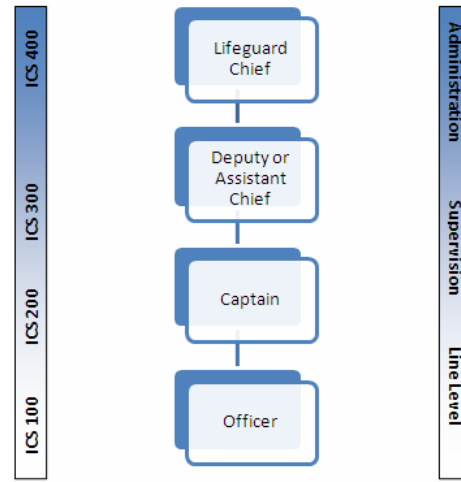 ICS 400
ICS 300
ICS 200
ICS 100
Lifeguard
Chief
Deputy or
Assistant
Chief
Captain
Officer
Administration
Supervision
Line Level